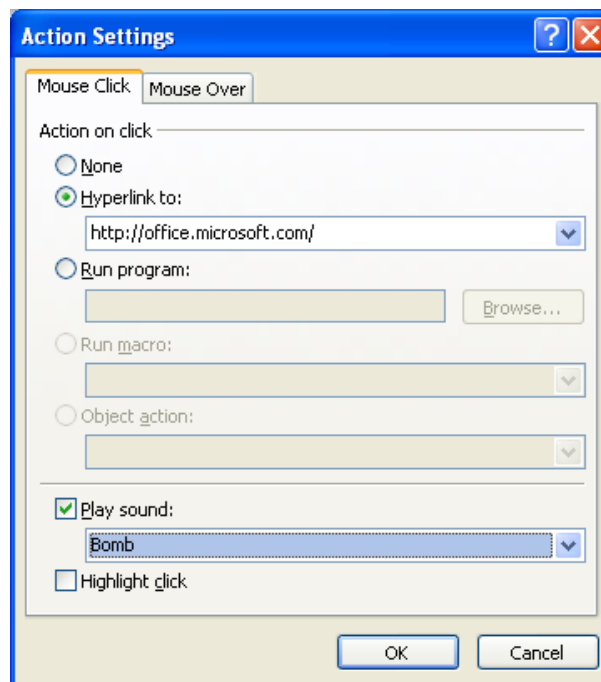 Action Settings
Mouse Click Mouse Over
Action on click
None
Hyperlink to:
http://office.microsoft.com/
Run program:
Browse...
Run macro:
Object action:
Play sound:
Bomb
Highlight click
OK Cancel